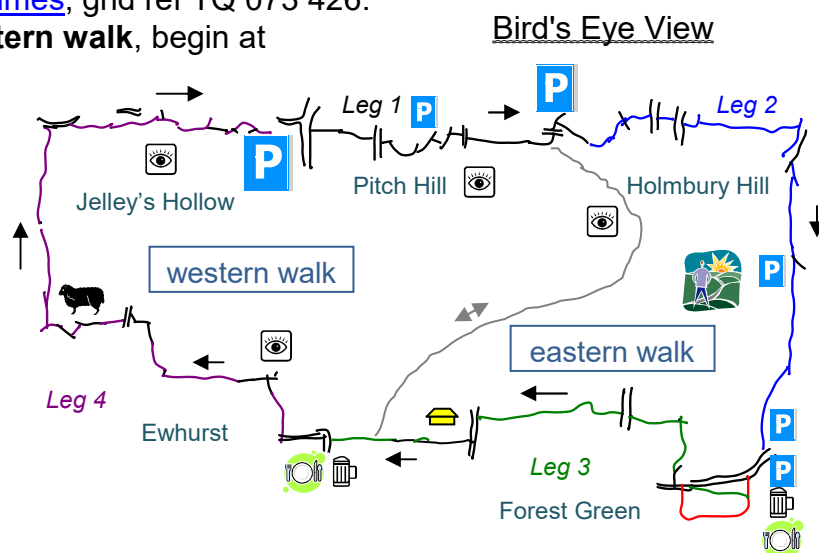 imes, grid ref TQ 073 426.
tern walk, begin at
Bird's Eye View
Leg 1
P
P
Leg 2
P
Jelley's Hollow
Pitch Hill
Holmbury Hill
western walk
P
eastern walk
Leg 4
Ewhurst
P
Leg 3
P
Forest Green